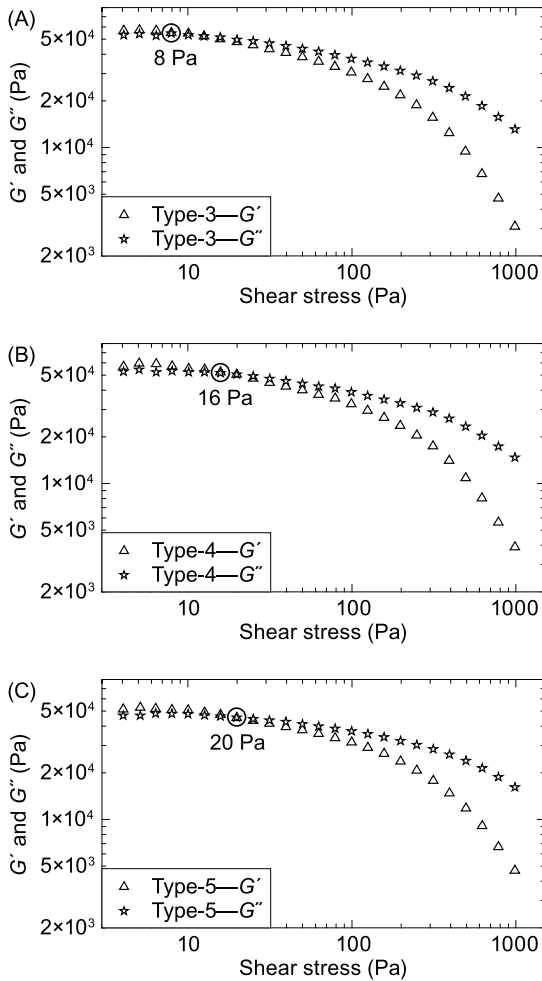 (A)
G′ and G″ (Pa)
5×10⁴
2×10⁴
1×10⁴
5×10³
2×10³
8 Pa
Type-3—G′
Type-3—G″
10 100 1000
Shear stress (Pa)
(B)
G′ and G″ (Pa)
5×10⁴
2×10⁴
1×10⁴
5×10³
2×10³
16 Pa
Type-4—G′
Type-4—G″
10 100 1000
Shear stress (Pa)
(C)
G′ and G″ (Pa)
5×10⁴
2×10⁴
1×10⁴
5×10³
2×10³
20 Pa
Type-5—G′
Type-5—G″
10 100 1000
Shear stress (Pa)